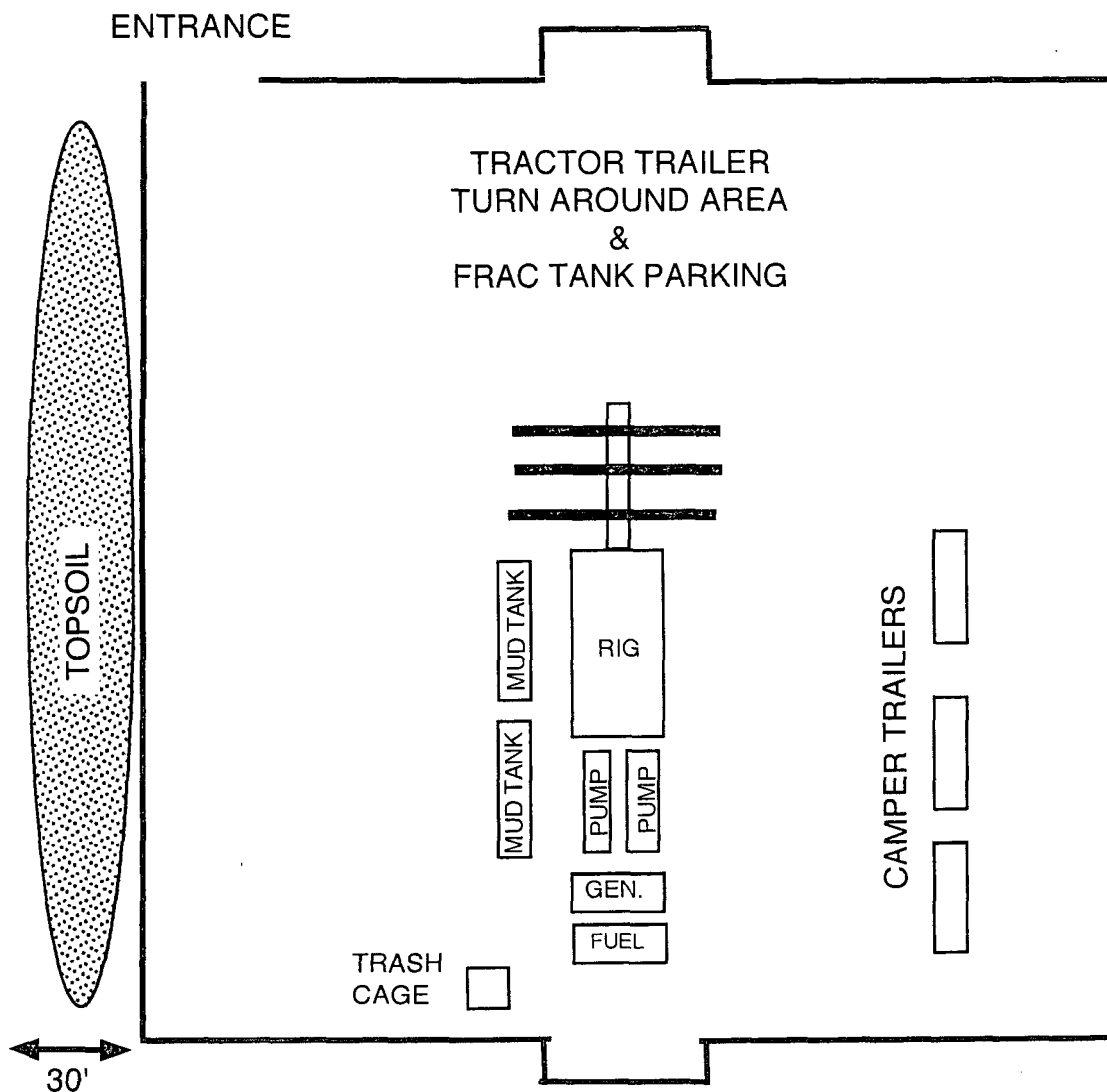 ENTRANCE
TRACTOR TRAILER
TURN AROUND AREA
&
FRAC TANK PARKING
TOPSOIL
MUD TANK
RIG
MUD TANK
PUMP
PUMP
CAMPER TRAILERS
GEN.
FUEL
TRASH
CAGE
30'